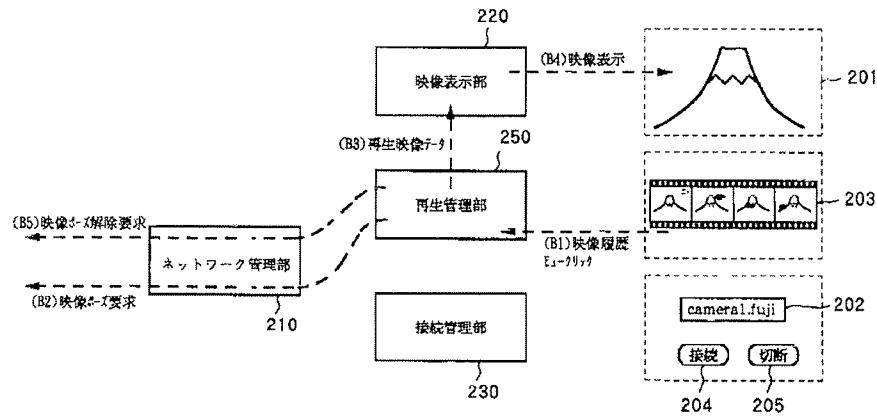 220
映像表示部
(B4)映像表示
201
(B3)再生映像データ
250
再生管理部
203
(B1)映像履歴
ビュークリック
(B5)映像ポーズ解除要求
ネットワーク管理部
(B2)映像ポーズ要求
210
接続管理部
230
cameral.fuji
202
接続
切断
204
205